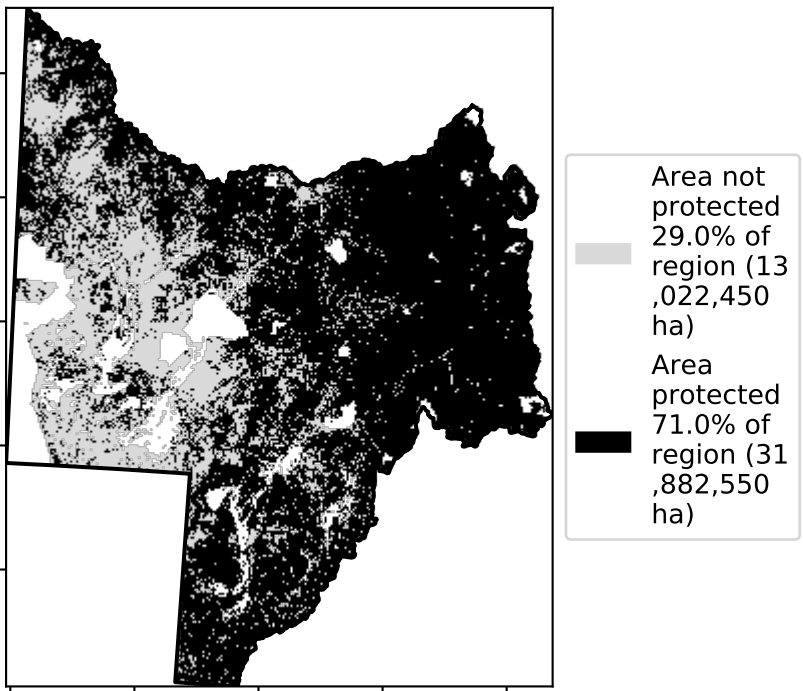 Area not
protected
29.0% of
region (13
,022,450
ha)
Area
protected
71.0% of
region (31
,882,550
ha)